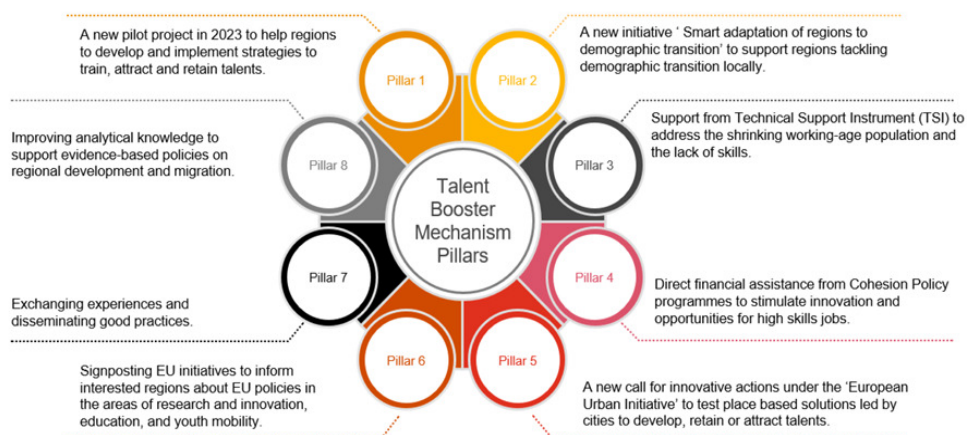 A new pilot project in 2023 to help regions
to develop and implement strategies to
train, attract and retain talents.
Pillar 1
Pillar 2
A new initiative ‘ Smart adaptation of regions to
demographic transition’ to support regions tackling
demographic transition locally.
Improving analytical knowledge to
support evidence-based policies on
regional development and migration.
Pillar 8
Talent
Booster
Mechanism
Pillars
Pillar 3
Support from Technical Support Instrument (TSI) to
address the shrinking working-age population and
the lack of skills.
Exchanging experiences and
disseminating good practices.
Pillar 7
Pillar 4
Direct financial assistance from Cohesion Policy
programmes to stimulate innovation and
opportunities for high skills jobs.
Signposting EU initiatives to inform
interested regions about EU policies in
the areas of research and innovation,
education, and youth mobility.
Pillar 6
Pillar 5
A new call for innovative actions under the ‘European
Urban Initiative’ to test place based solutions led by
cities to develop, retain or attract talents.